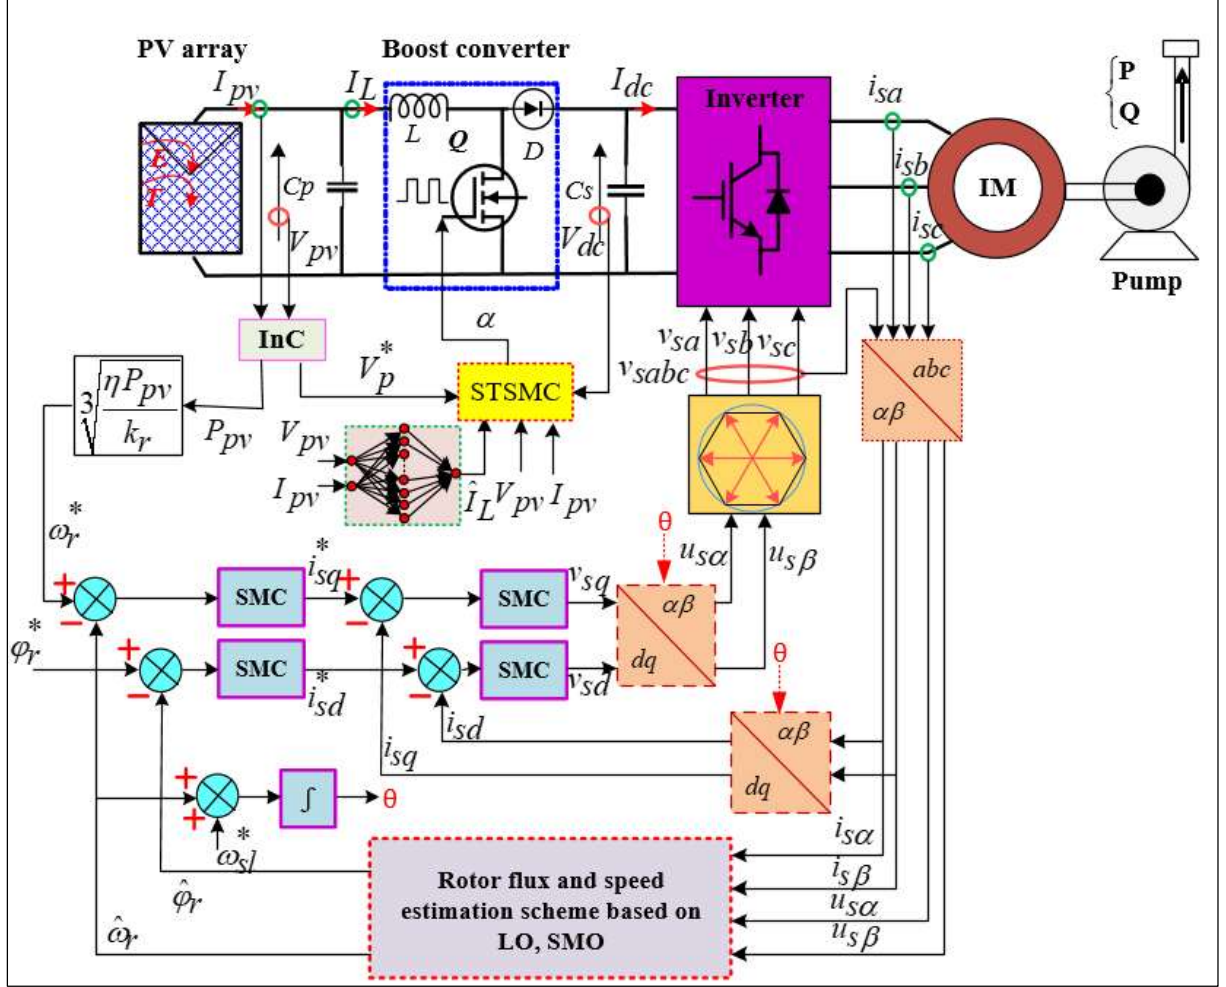 PV array
Boost converter
I_pv
I_L
I_dc
Inverter
i_sa
P
Q
L
Q
D
E
T
Cp
Cs
i_sb
IM
V_pv
V_dc
i_sc
Pump
InC
α
v_sa
v_sb
v_sc
V_p^*
v_sabc
abc
αβ
STSMC
3√(ηP_pv / k_r)
P_pv
V_pv
I_pv
Î_L
V_pv
I_pv
ω_r^*
θ
u_sα
u_sβ
+
−
SMC
i_sq^*
+
−
SMC
v_sq
αβ
dq
φ_r^*
+
−
SMC
i_sd^*
+
−
SMC
v_sd
θ
i_sd
i_sq
αβ
dq
+
+
∫
θ
ω_sl^*
i_sα
i_sβ
u_sα
u_sβ
φ̂_r
ω̂_r
Rotor flux and speed
estimation scheme based on
LO, SMO